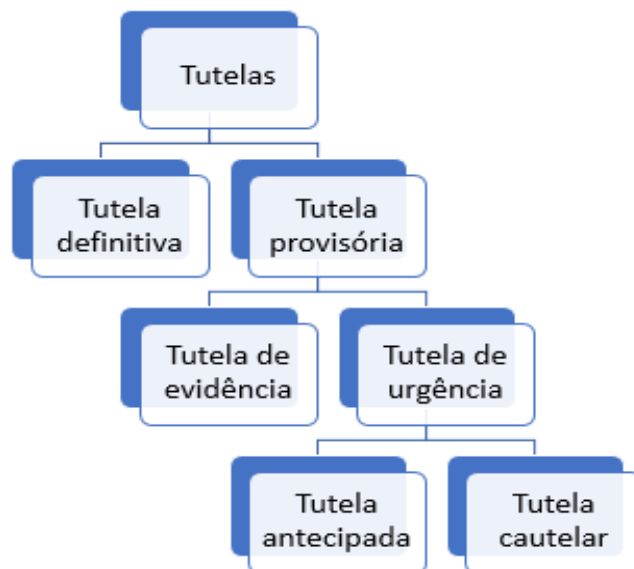 Tutelas
Tutela
definitiva
Tutela
provisória
Tutela de
evidência
Tutela de
urgência
Tutela
antecipada
Tutela
cautelar